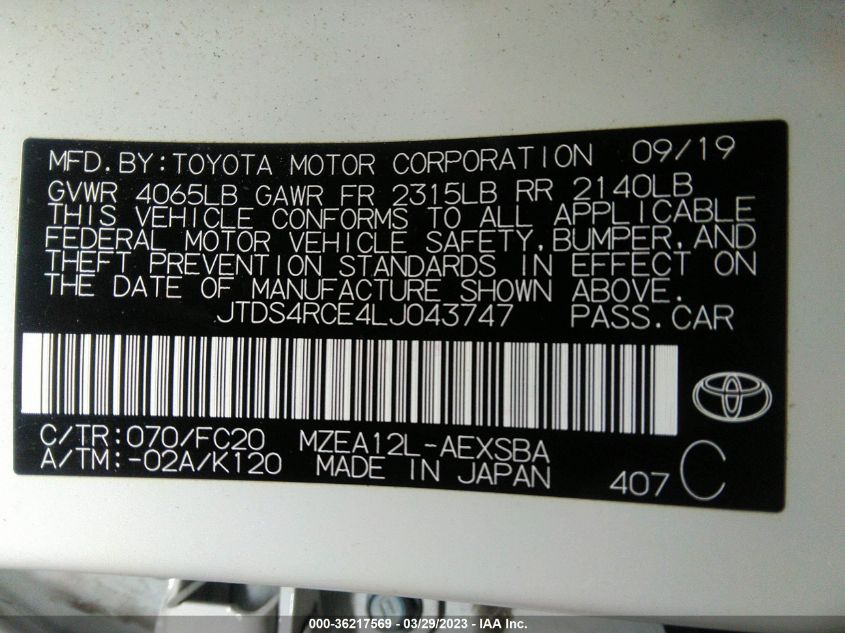 MFD.BY:TOYOTA MOTOR CORPORATION 09/19
GVWR 4065LB GAWR FR 2315LB RR 2140LB
THIS VEHICLE CONFORMS TO ALL APPLICABLE
FEDERAL MOTOR VEHICLE SAFETY,BUMPER,AND
THEFT PREVENTION STANDARDS IN EFFECT ON
THE DATE OF MANUFACTURE SHOWN ABOVE.
JTDS4RCE4LJ043747 PASS.CAR
C/TR:070/FC20 MZEA12L-AEXSBA
A/TM:-02A/K120 MADE IN JAPAN 407 C
000-36217569 - 03/29/2023 - IAA Inc.